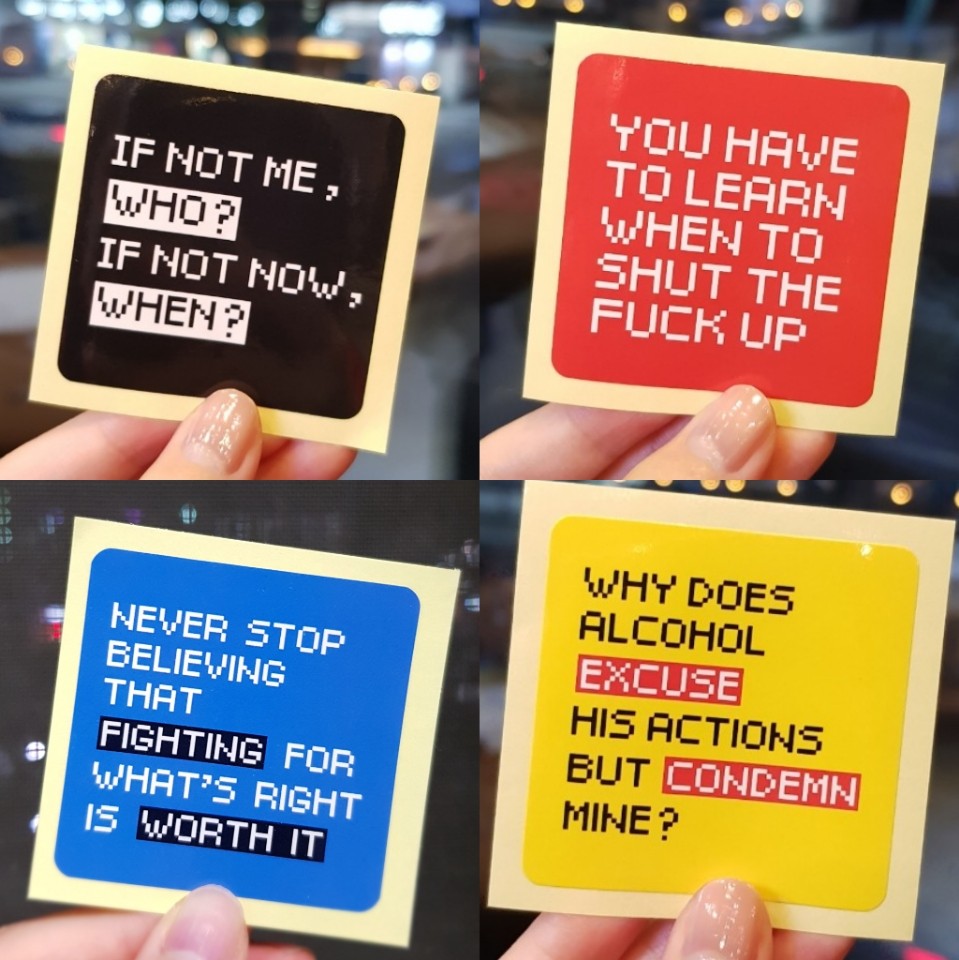 IF NOT ME,
WHO?
IF NOT NOW,
WHEN?
YOU HAVE
TO LEARN
WHEN TO
SHUT THE
FUCK UP
NEVER STOP
BELIEVING
THAT
FIGHTING FOR
WHAT'S RIGHT
IS WORTH IT
WHY DOES
ALCOHOL
EXCUSE
HIS ACTIONS
BUT CONDEMN
MINE?